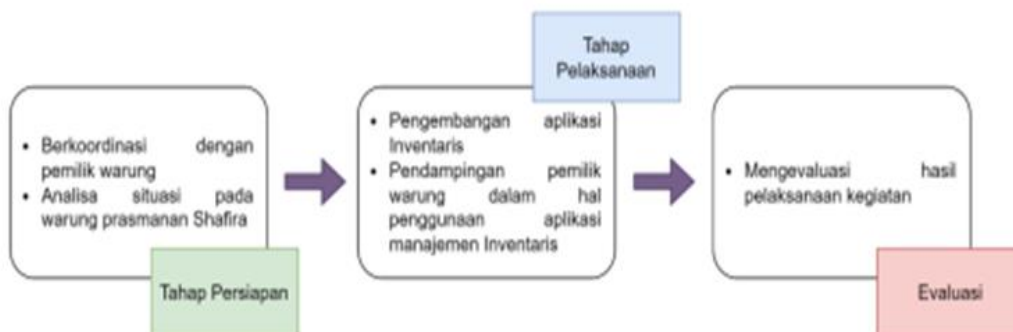 • Berkoordinasi dengan
pemilik warung
• Analisa situasi pada
warung prasmanan Shafira
Tahap Persiapan
Tahap
Pelaksanaan
• Pengembangan aplikasi
Inventaris
• Pendampingan pemilik
warung dalam hal
penggunaan aplikasi
manajemen Inventaris
• Mengevaluasi hasil
pelaksanaan kegiatan
Evaluasi